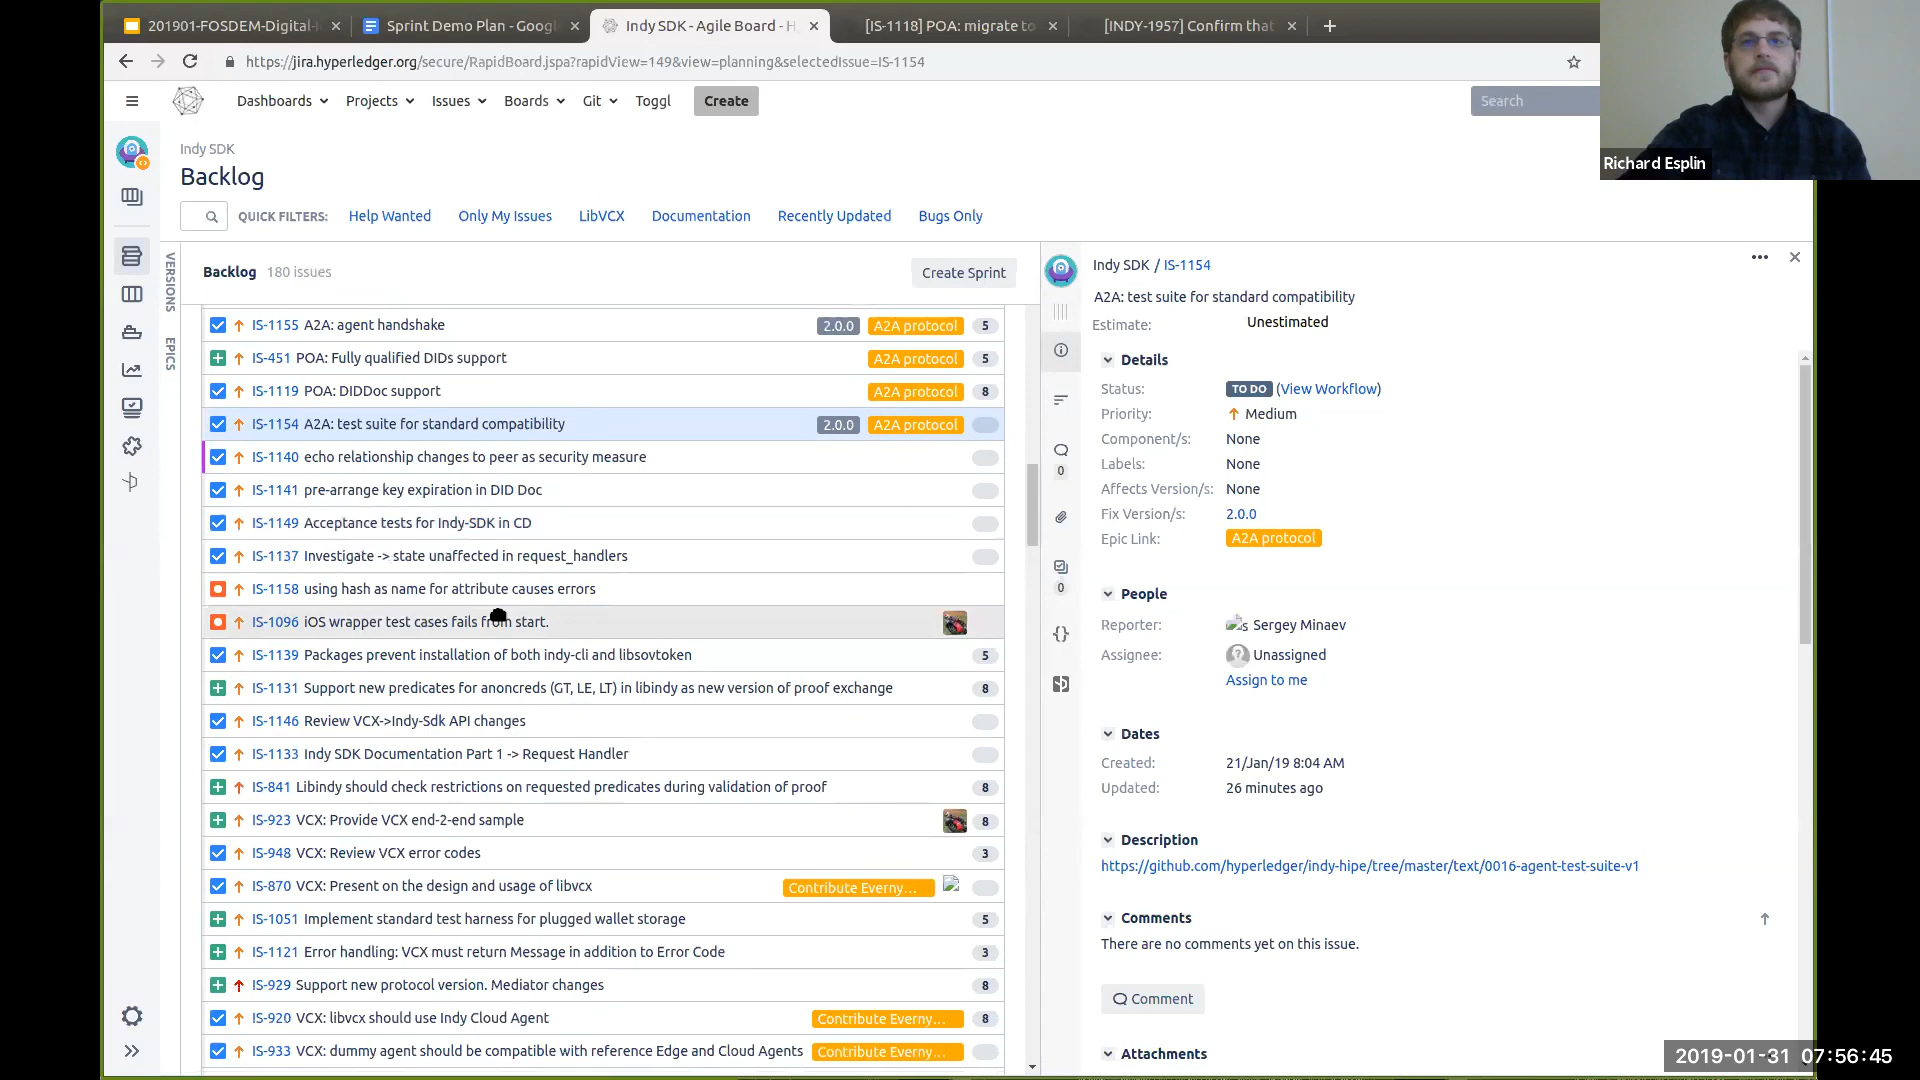 201901-FOSDEM-Digital-
Sprint Demo Plan - Googl
Indy SDK - Agile Board - H
[IS-1118] POA: migrate to
[INDY-1957] Confirm that
https://jira.hyperledger.org/secure/RapidBoard.jspa?rapidView=149&view=planning&selectedIssue=IS-1154
Dashboards Projects Issues Boards Git Toggl Create Search
Richard Esplin
Indy SDK
Backlog
QUICK FILTERS: Help Wanted Only My Issues LibVCX Documentation Recently Updated Bugs Only
VERSIONS
EPICS
Backlog 180 issues Create Sprint
IS-1155 A2A: agent handshake 2.0.0 A2A protocol 5
IS-451 POA: Fully qualified DIDs support A2A protocol 5
IS-1119 POA: DIDDoc support A2A protocol 8
IS-1154 A2A: test suite for standard compatibility 2.0.0 A2A protocol
IS-1140 echo relationship changes to peer as security measure
IS-1141 pre-arrange key expiration in DID Doc
IS-1149 Acceptance tests for Indy-SDK in CD
IS-1137 Investigate -> state unaffected in request_handlers
IS-1158 using hash as name for attribute causes errors
IS-1096 iOS wrapper test cases fails from start.
IS-1139 Packages prevent installation of both indy-cli and libsovtoken 5
IS-1131 Support new predicates for anoncreds (GT, LE, LT) in libindy as new version of proof exchange 8
IS-1146 Review VCX->Indy-Sdk API changes
IS-1133 Indy SDK Documentation Part 1 -> Request Handler
IS-841 Libindy should check restrictions on requested predicates during validation of proof 8
IS-923 VCX: Provide VCX end-2-end sample 8
IS-948 VCX: Review VCX error codes 3
IS-870 VCX: Present on the design and usage of libvcx Contribute Everny...
IS-1051 Implement standard test harness for plugged wallet storage 5
IS-1121 Error handling: VCX must return Message in addition to Error Code 3
IS-929 Support new protocol version. Mediator changes 8
IS-920 VCX: libvcx should use Indy Cloud Agent Contribute Everny... 8
IS-933 VCX: dummy agent should be compatible with reference Edge and Cloud Agents Contribute Everny...
Indy SDK / IS-1154
A2A: test suite for standard compatibility
Estimate: Unestimated
Details
Status: TO DO (View Workflow)
Priority: Medium
Component/s: None
Labels: None
Affects Version/s: None
Fix Version/s: 2.0.0
Epic Link: A2A protocol
0
0
People
Reporter: Sergey Minaev
Assignee: Unassigned
Assign to me
Dates
Created: 21/Jan/19 8:04 AM
Updated: 26 minutes ago
Description
https://github.com/hyperledger/indy-hipe/tree/master/text/0016-agent-test-suite-v1
Comments
There are no comments yet on this issue.
Comment
Attachments
2019-01-31 07:56:45